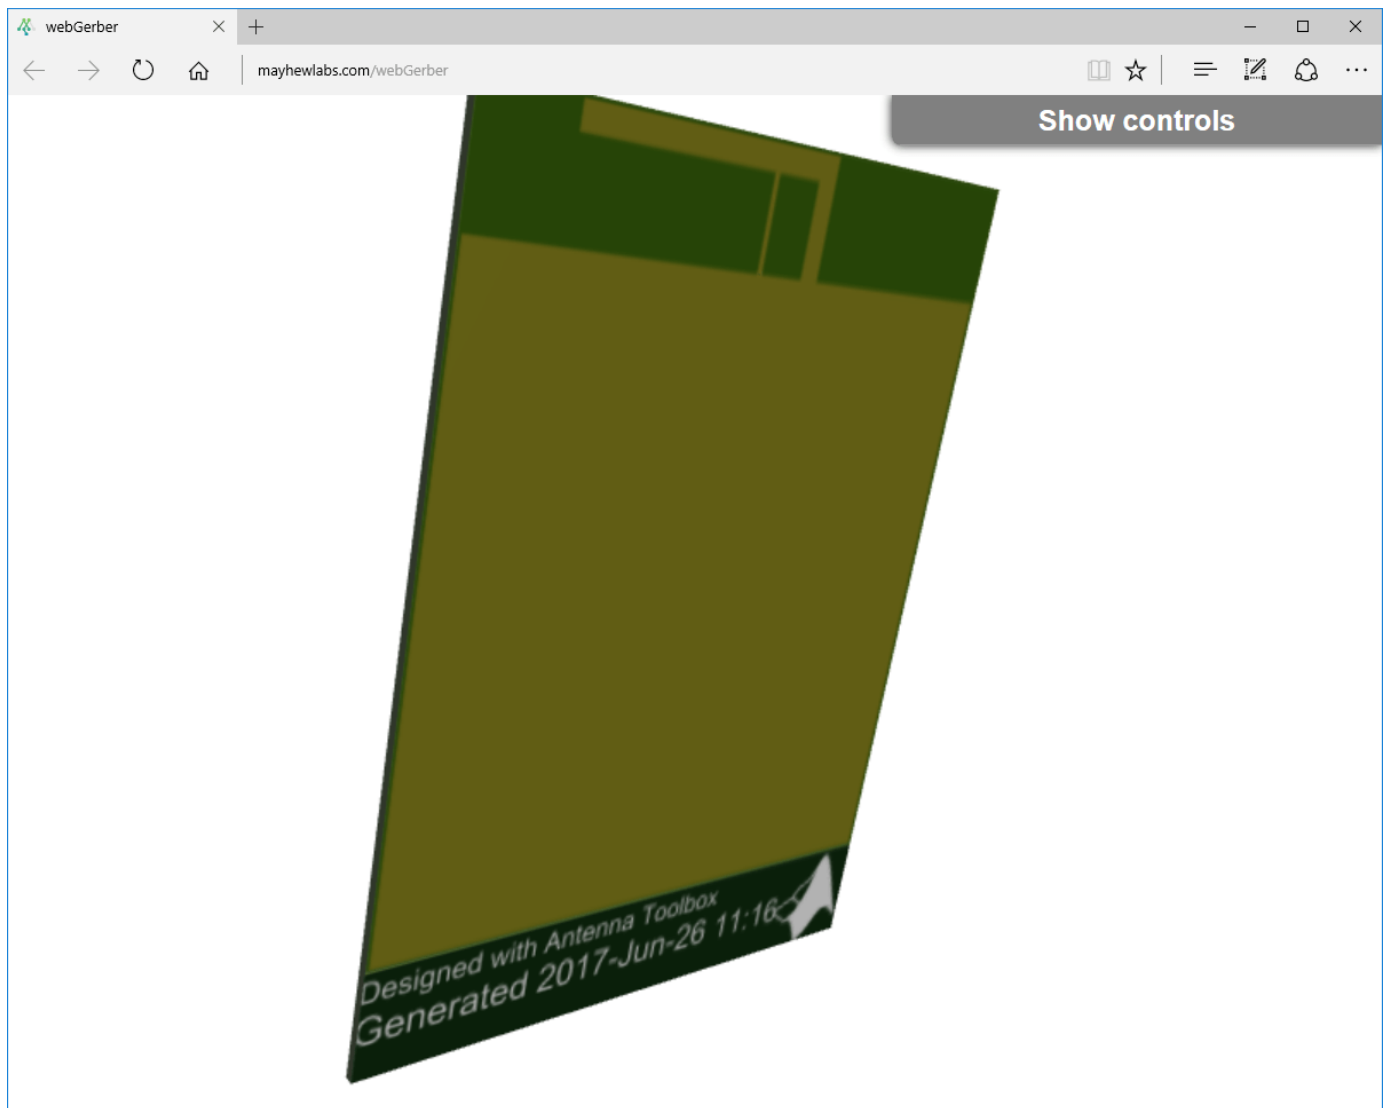 webGerber
mayhewlabs.com/webGerber
Show controls
Designed with Antenna Toolbox
Generated 2017-Jun-26 11:16